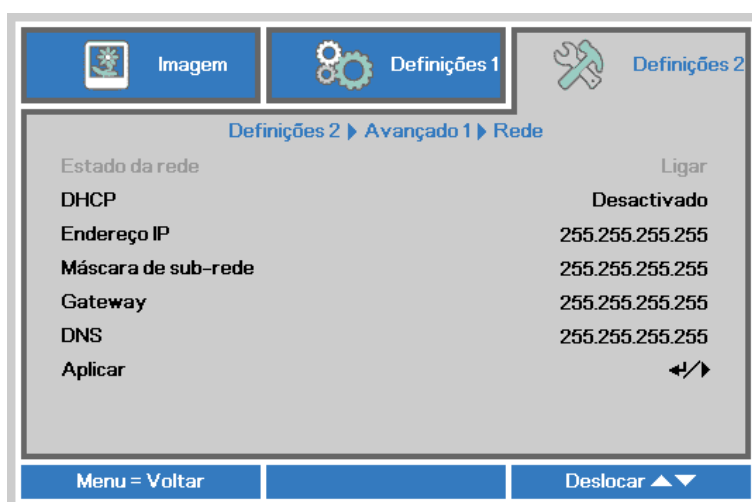 Imagem Definições 1 Definições 2
Definições 2 Avançado 1 Rede
Estado da rede Ligar
DHCP Desactivado
Endereço IP 255.255.255.255
Máscara de sub-rede 255.255.255.255
Gateway 255.255.255.255
DNS 255.255.255.255
Aplicar
Menu = Voltar Deslocar